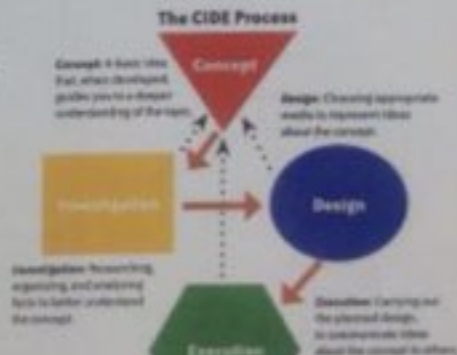 The CIDE Process
Concept
Concept: A basic idea
that, when developed,
guides you to a deeper
understanding of the topic.
Design: Choosing appropriate
media to represent ideas
about the concept.
Investigation
Design
Investigation: Researching,
organizing, and analyzing
facts to better understand
the concept.
Execution: Carrying out
the planned design,
to communicate ideas
about the concept to others.
Execution